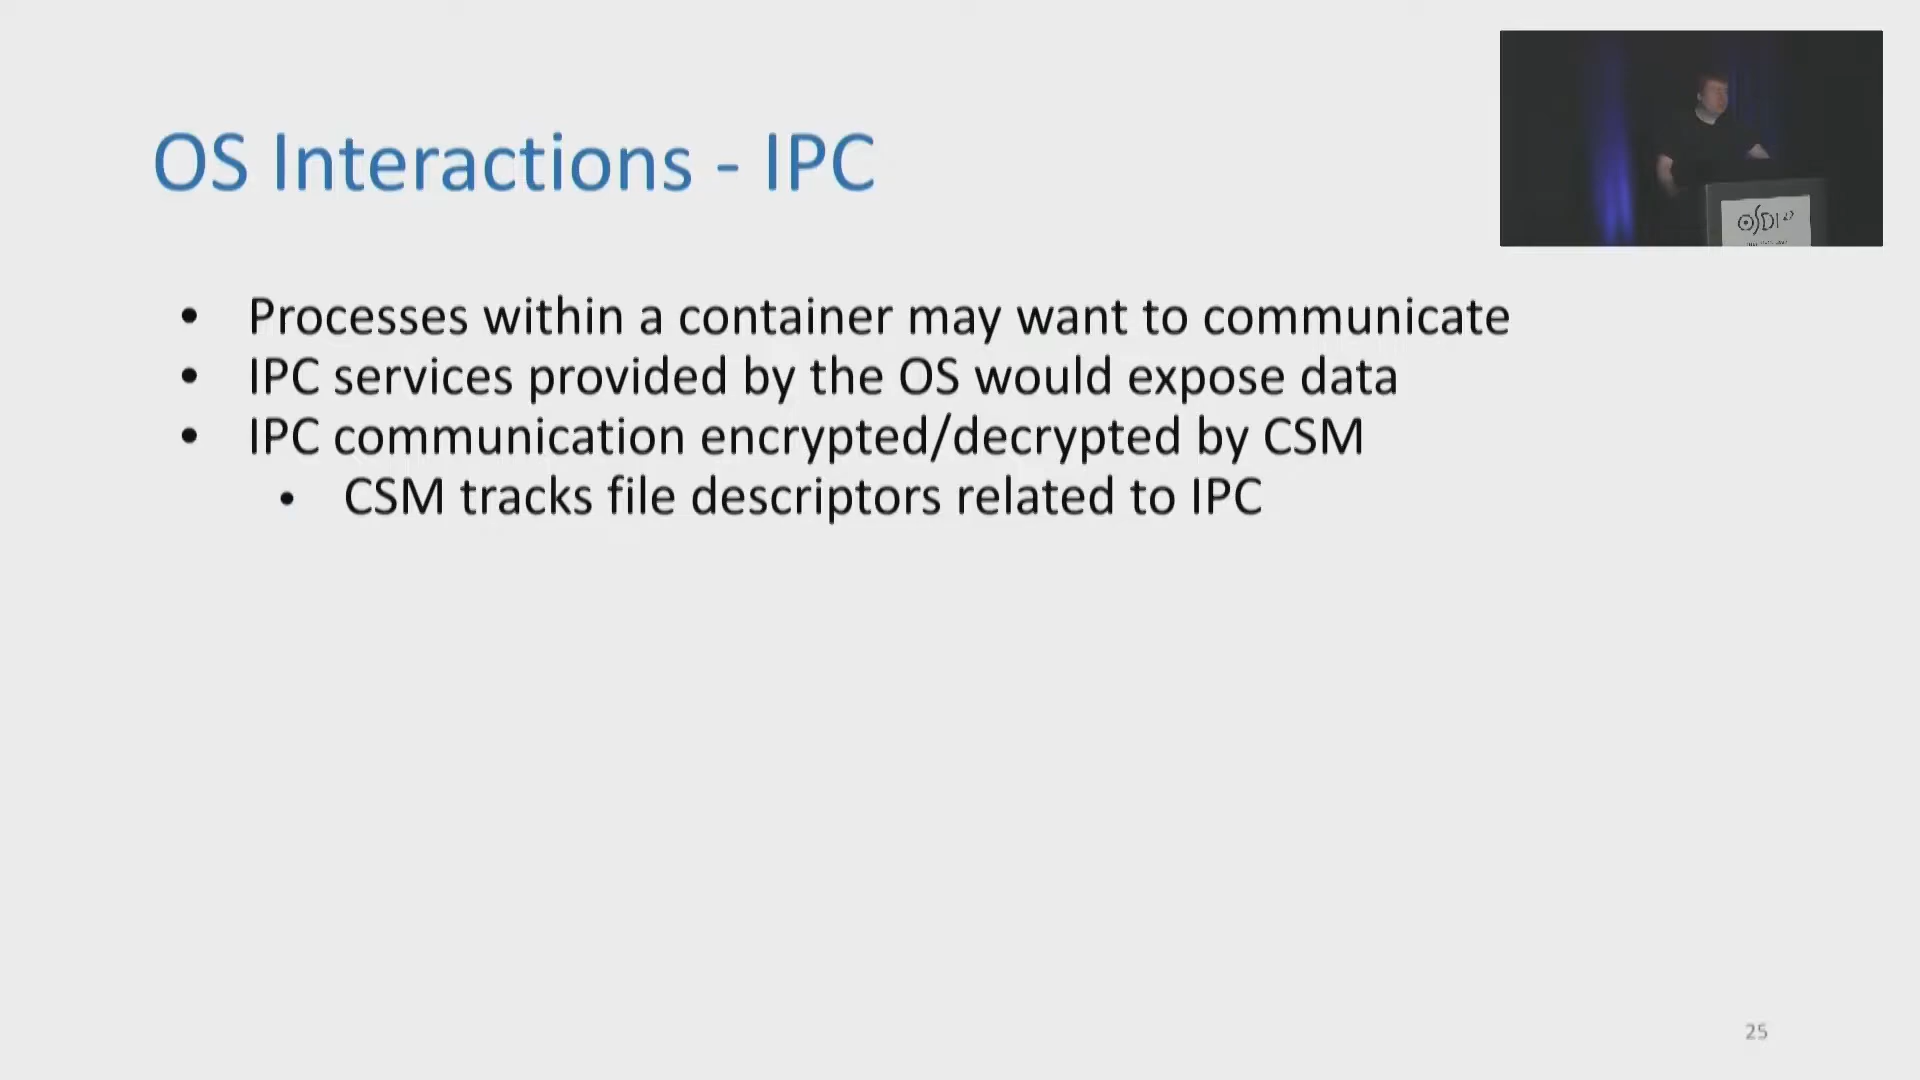 OS Interactions - IPC
• Processes within a container may want to communicate
• IPC services provided by the OS would expose data
• IPC communication encrypted/decrypted by CSM
• CSM tracks file descriptors related to IPC
25